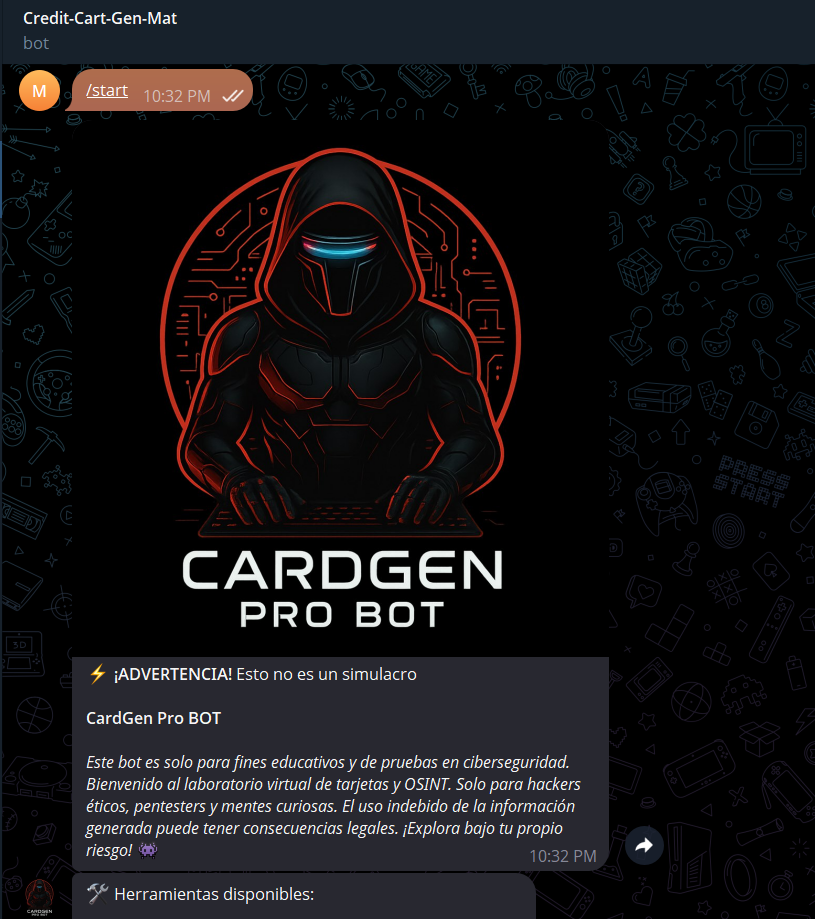 Credit-Cart-Gen-Mat
bot
M
/start 10:32 PM
CARDGEN
PRO BOT
⚡ ¡ADVERTENCIA! Esto no es un simulacro
CardGen Pro BOT
Este bot es solo para fines educativos y de pruebas en ciberseguridad.
Bienvenido al laboratorio virtual de tarjetas y OSINT. Solo para hackers
éticos, pentesters y mentes curiosas. El uso indebido de la información
generada puede tener consecuencias legales. ¡Explora bajo tu propio
riesgo! 👾
10:32 PM
PRESS
START
GAME
3D
CARDGEN
PRO BOT
🛠 Herramientas disponibles: